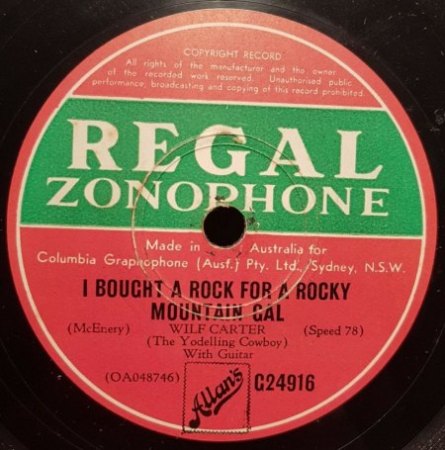 COPYRIGHT RECORD
All rights of the manufacturer and the owner
of the recorded work reserved. Unauthorised public
performance, broadcasting and copying of this record prohibited.
REGAL
ZONOPHONE
Made in Australia for
Columbia Graphophone (Aust.) Pty. Ltd., Sydney, N.S.W.
I BOUGHT A ROCK FOR A ROCKY
MOUNTAIN GAL
(McEnery) WILF CARTER (Speed 78)
(The Yodelling Cowboy)
With Guitar
(OA048746) Allan's G24916